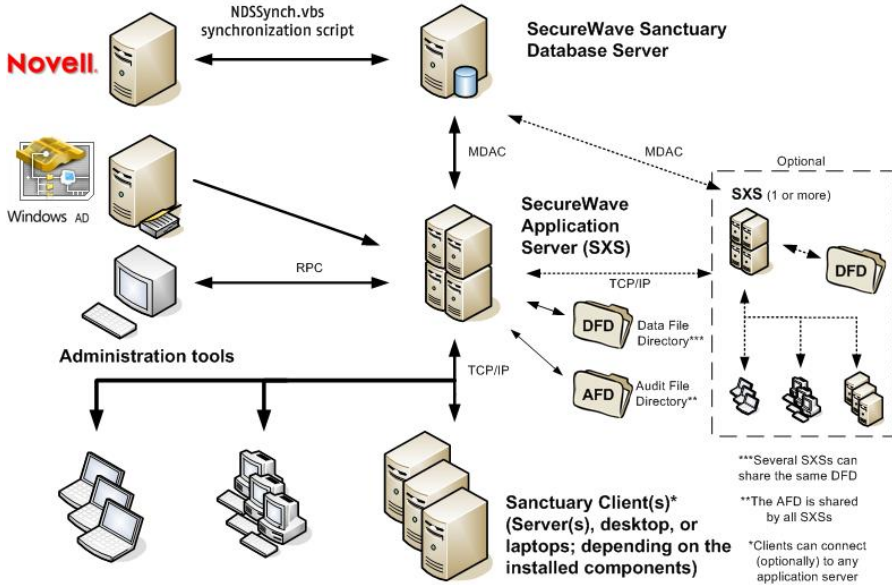 NDSSynch.vbs
synchronization script
Novell.
SecureWave Sanctuary
Database Server
MDAC
MDAC
Optional
Windows AD
SXS (1 or more)
SecureWave
Application
Server (SXS)
DFD
RPC
TCP/IP
DFD
Data File
Directory***
Administration tools
TCP/IP
AFD
Audit File
Directory**
***Several SXSs can
share the same DFD
**The AFD is shared
by all SXSs
*Clients can connect
(optionally) to any
application server
Sanctuary Client(s)*
(Server(s), desktop, or
laptops; depending on the
installed components)